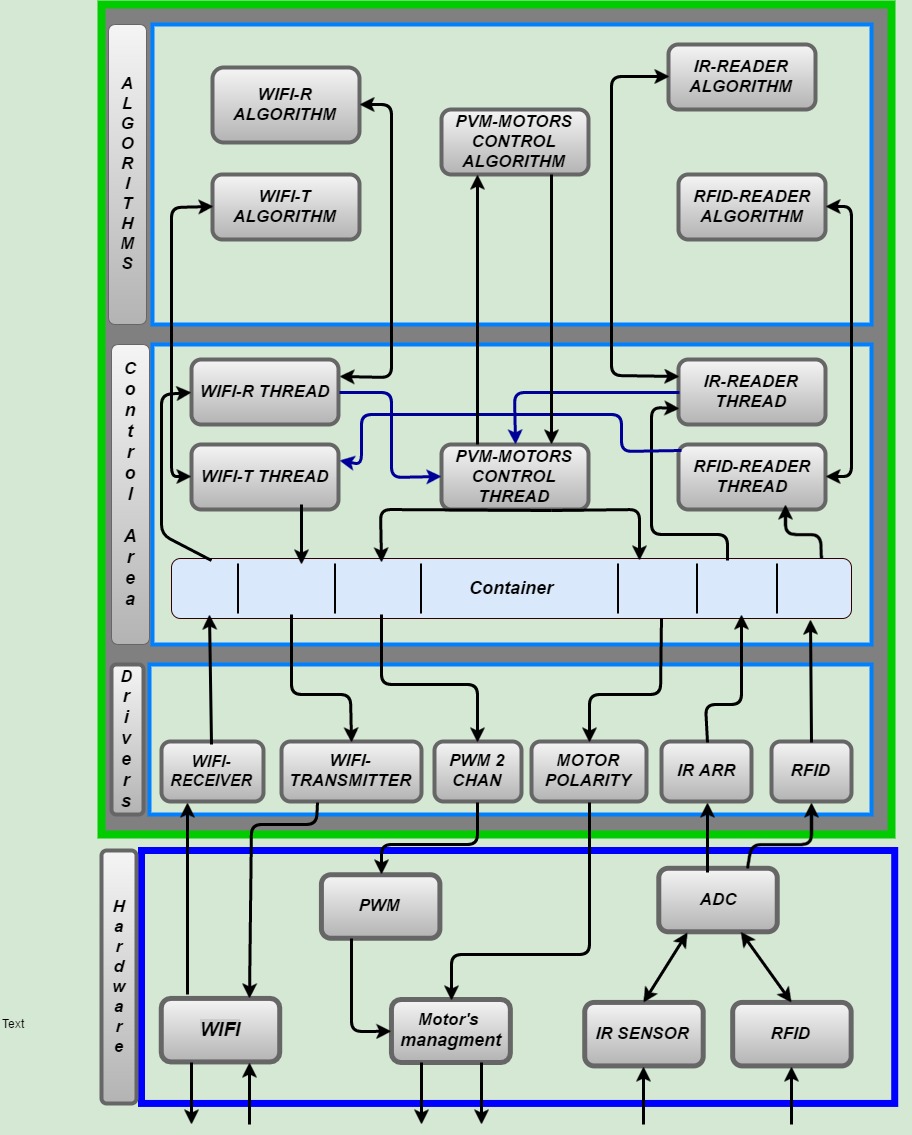 ALGORITHMS
WIFI-R
ALGORITHM
PVM-MOTORS
CONTROL
ALGORITHM
IR-READER
ALGORITHM
WIFI-T
ALGORITHM
RFID-READER
ALGORITHM
Control Area
WIFI-R THREAD
IR-READER
THREAD
WIFI-T THREAD
PVM-MOTORS
CONTROL
THREAD
RFID-READER
THREAD
Container
Drivers
WIFI-
RECEIVER
WIFI-
TRANSMITTER
PWM 2
CHAN
MOTOR
POLARITY
IR ARR
RFID
Hardware
PWM
ADC
WIFI
Motor's
managment
IR SENSOR
RFID
Text